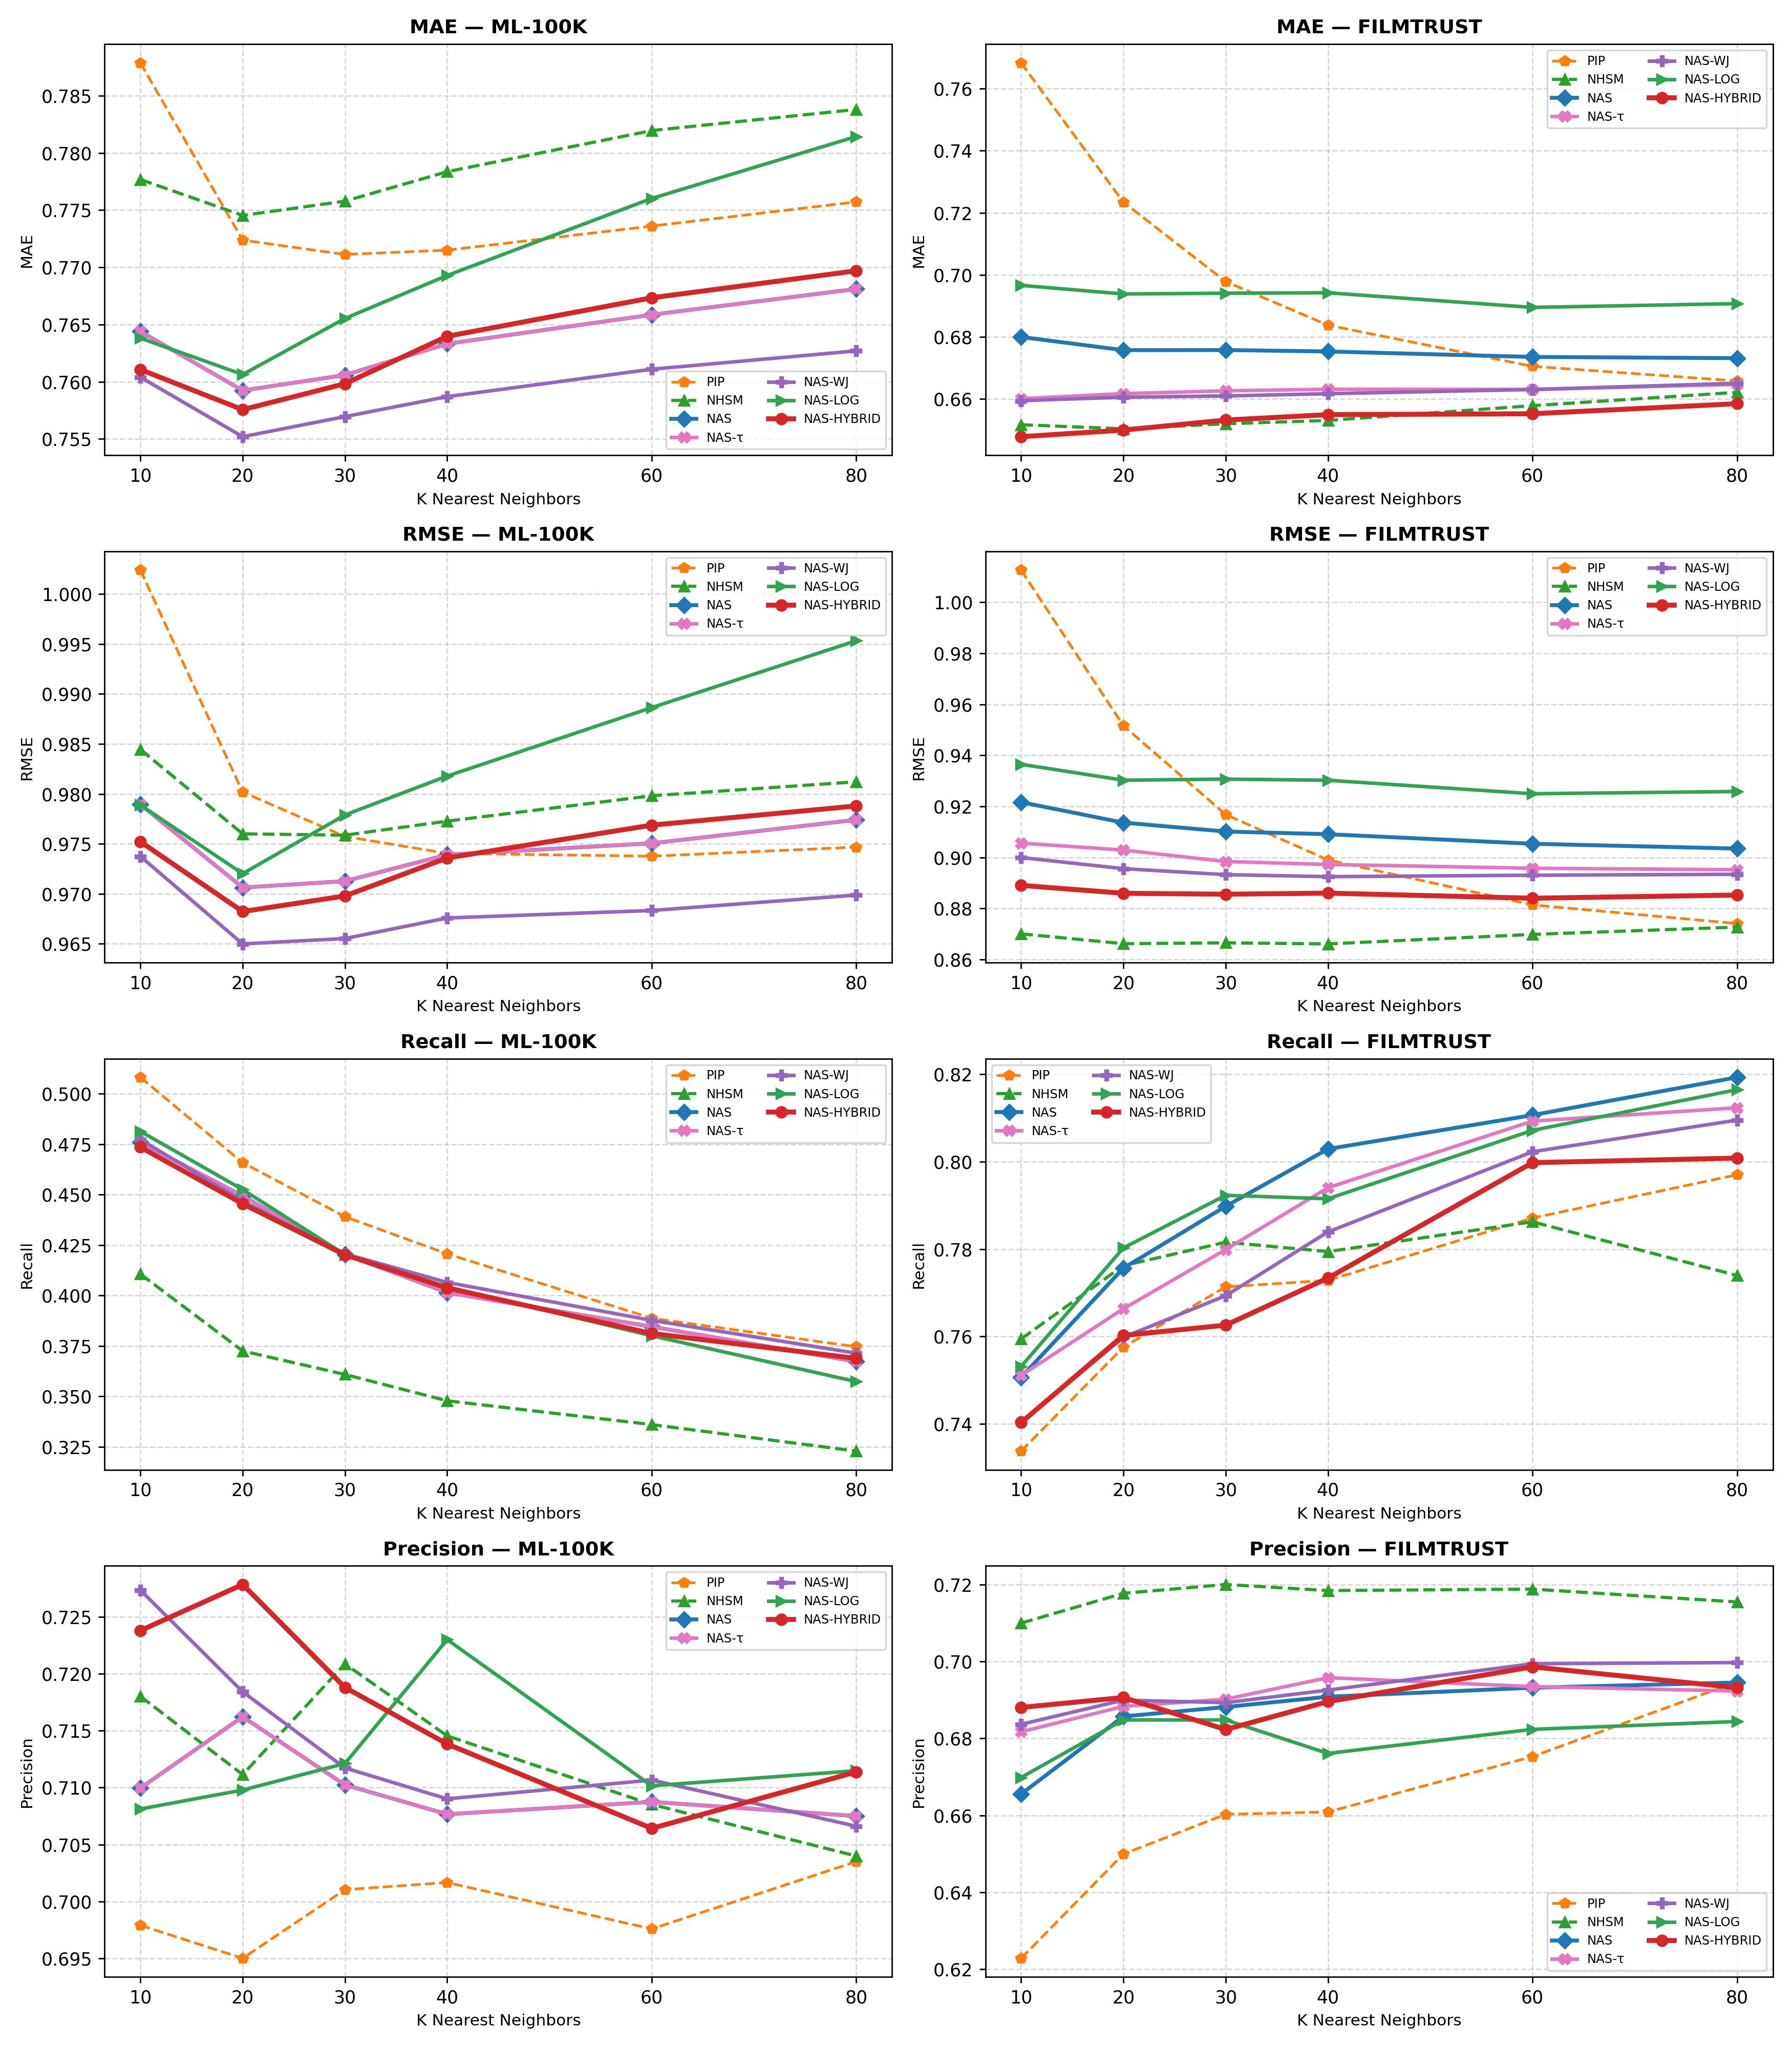 MAE — ML-100K
MAE
0.785
0.780
0.775
0.770
0.765
0.760
0.755
PIP
NHSM
NAS
NAS-τ
NAS-WJ
NAS-LOG
NAS-HYBRID
10 20 30 40 60 80
K Nearest Neighbors
MAE — FILMTRUST
MAE
0.76
0.74
0.72
0.70
0.68
0.66
PIP
NHSM
NAS
NAS-τ
NAS-WJ
NAS-LOG
NAS-HYBRID
10 20 30 40 60 80
K Nearest Neighbors
RMSE — ML-100K
RMSE
1.000
0.995
0.990
0.985
0.980
0.975
0.970
0.965
PIP
NHSM
NAS
NAS-τ
NAS-WJ
NAS-LOG
NAS-HYBRID
10 20 30 40 60 80
K Nearest Neighbors
RMSE — FILMTRUST
RMSE
1.00
0.98
0.96
0.94
0.92
0.90
0.88
0.86
PIP
NHSM
NAS
NAS-τ
NAS-WJ
NAS-LOG
NAS-HYBRID
10 20 30 40 60 80
K Nearest Neighbors
Recall — ML-100K
Recall
0.500
0.475
0.450
0.425
0.400
0.375
0.350
0.325
PIP
NHSM
NAS
NAS-τ
NAS-WJ
NAS-LOG
NAS-HYBRID
10 20 30 40 60 80
K Nearest Neighbors
Recall — FILMTRUST
Recall
0.82
0.80
0.78
0.76
0.74
PIP
NHSM
NAS
NAS-τ
NAS-WJ
NAS-LOG
NAS-HYBRID
10 20 30 40 60 80
K Nearest Neighbors
Precision — ML-100K
Precision
0.725
0.720
0.715
0.710
0.705
0.700
0.695
PIP
NHSM
NAS
NAS-τ
NAS-WJ
NAS-LOG
NAS-HYBRID
10 20 30 40 60 80
K Nearest Neighbors
Precision — FILMTRUST
Precision
0.72
0.70
0.68
0.66
0.64
0.62
PIP
NHSM
NAS
NAS-τ
NAS-WJ
NAS-LOG
NAS-HYBRID
10 20 30 40 60 80
K Nearest Neighbors